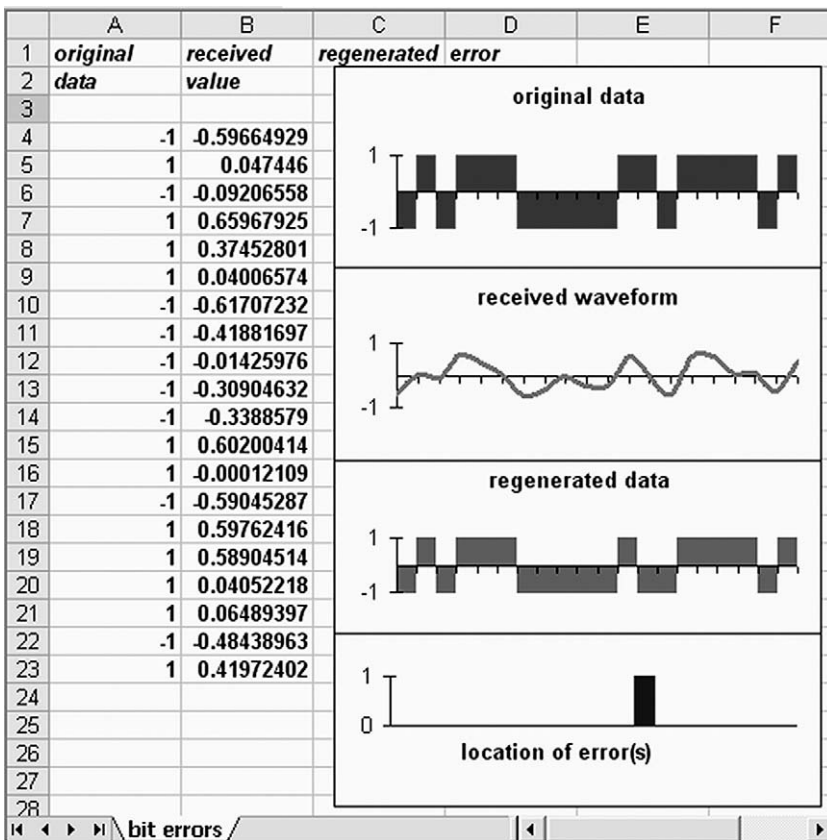 A B C D E F
1 original received regenerated error
2 data value
3
4 -1 -0.59664929
5 1 0.047446
6 -1 -0.09206558
7 1 0.65967925
8 1 0.37452801
9 1 0.04006574
10 -1 -0.61707232
11 -1 -0.41881697
12 -1 -0.01425976
13 -1 -0.30904632
14 -1 -0.3388579
15 1 0.60200414
16 1 -0.00012109
17 -1 -0.59045287
18 1 0.59762416
19 1 0.58904514
20 1 0.04052218
21 1 0.06489397
22 -1 -0.48438963
23 1 0.41972402
24
25
26
27
28
original data
1
-1
received waveform
1
-1
regenerated data
1
-1
1
0
location of error(s)
bit errors